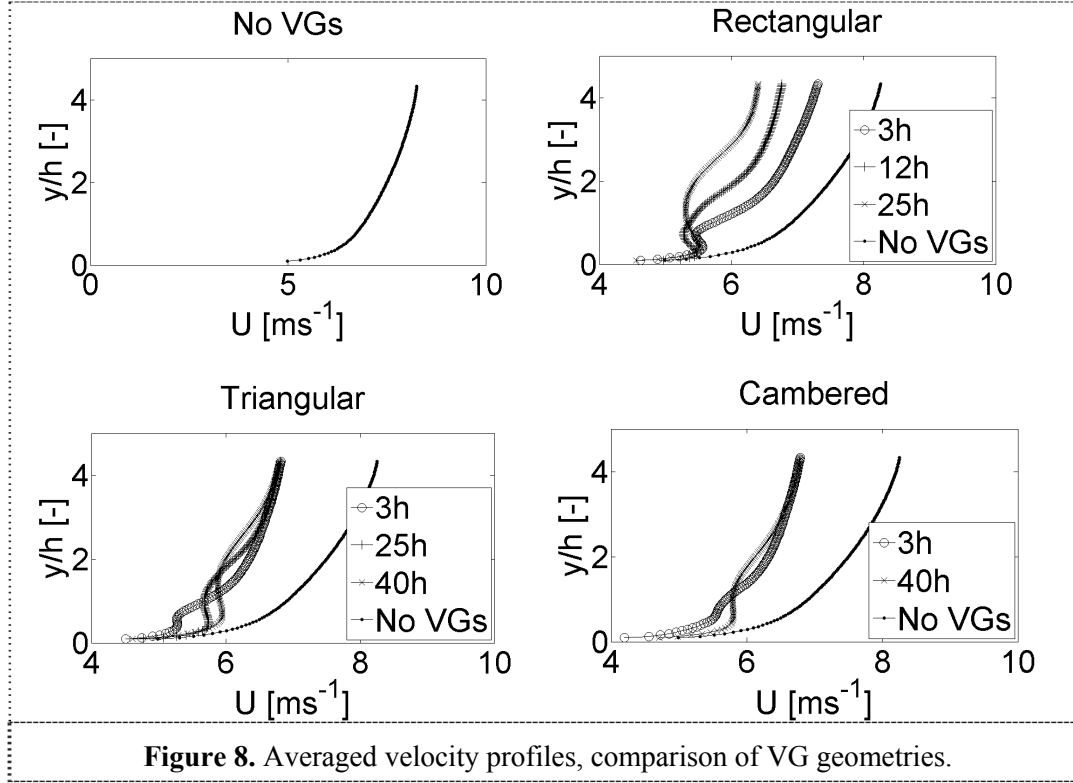 No VGs
4
2
0
y/h [-]
0
5
10
U [ms⁻¹]
Rectangular
4
2
0
y/h [-]
3h
12h
25h
No VGs
4
6
8
10
U [ms⁻¹]
Triangular
4
2
0
y/h [-]
3h
25h
40h
No VGs
4
6
8
10
U [ms⁻¹]
Cambered
4
2
0
y/h [-]
3h
40h
No VGs
4
6
8
10
U [ms⁻¹]
Figure 8. Averaged velocity profiles, comparison of VG geometries.